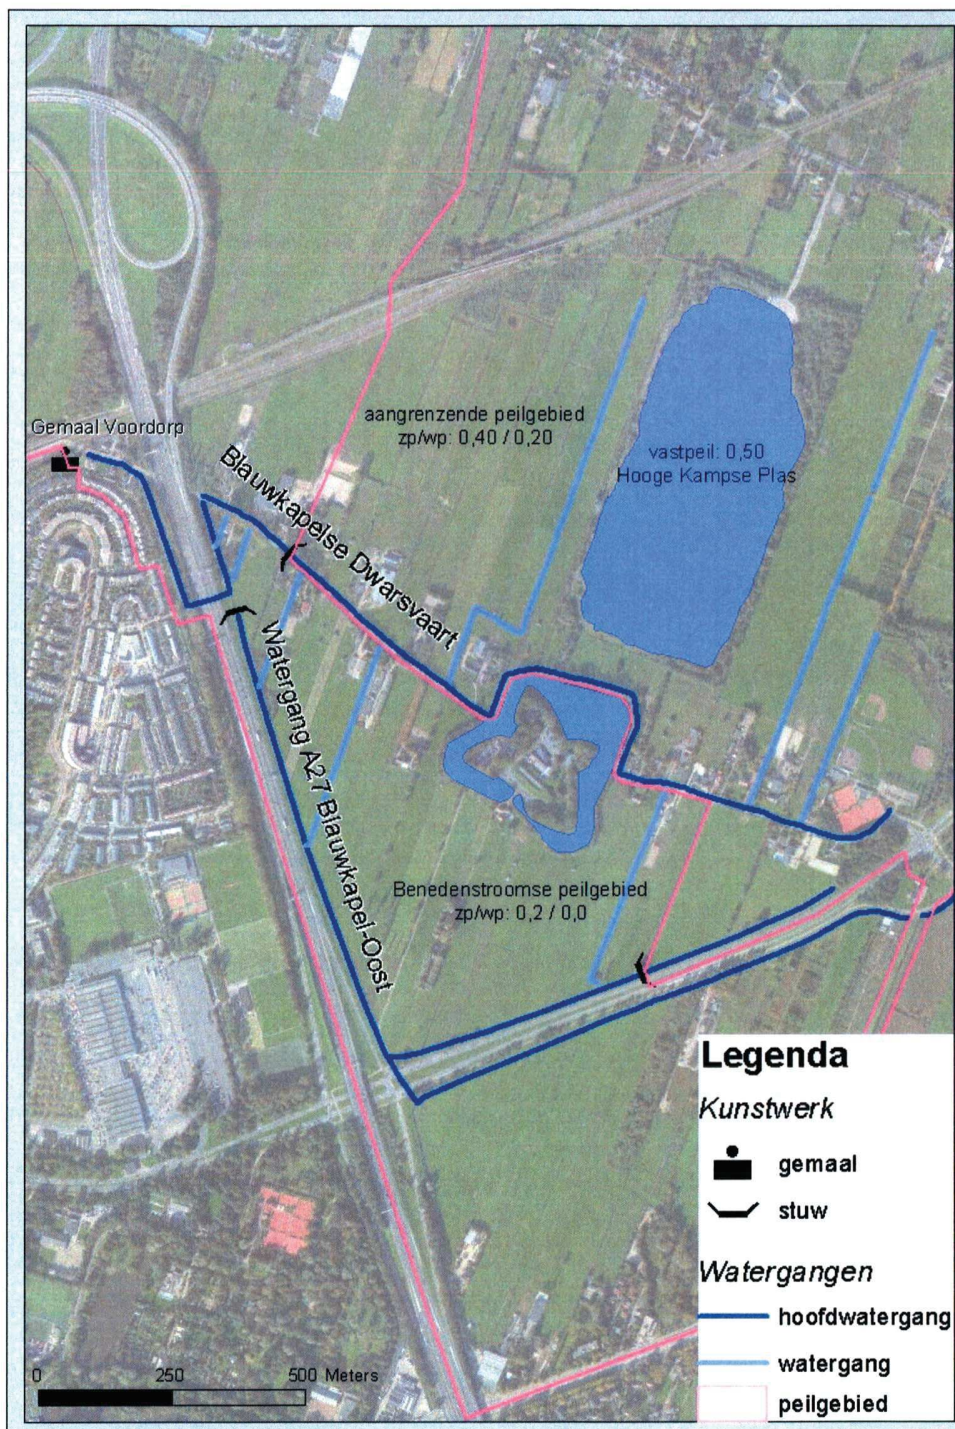 Gemaal Voordorp
aangrenzende peilgebied
zp/wp: 0,40 / 0,20
vastpeil: 0,50
Hooge Kampse Plas
Blauwkapelse Dwarsvaart
Watergang A27 Blauwkapel-Oost
Benedenstroomse peilgebied
zp/wp: 0,2 / 0,0
Legenda
Kunstwerk
gemaal
stuw
Watergangen
hoofdwatergang
watergang
peilgebied
0 250 500 Meters